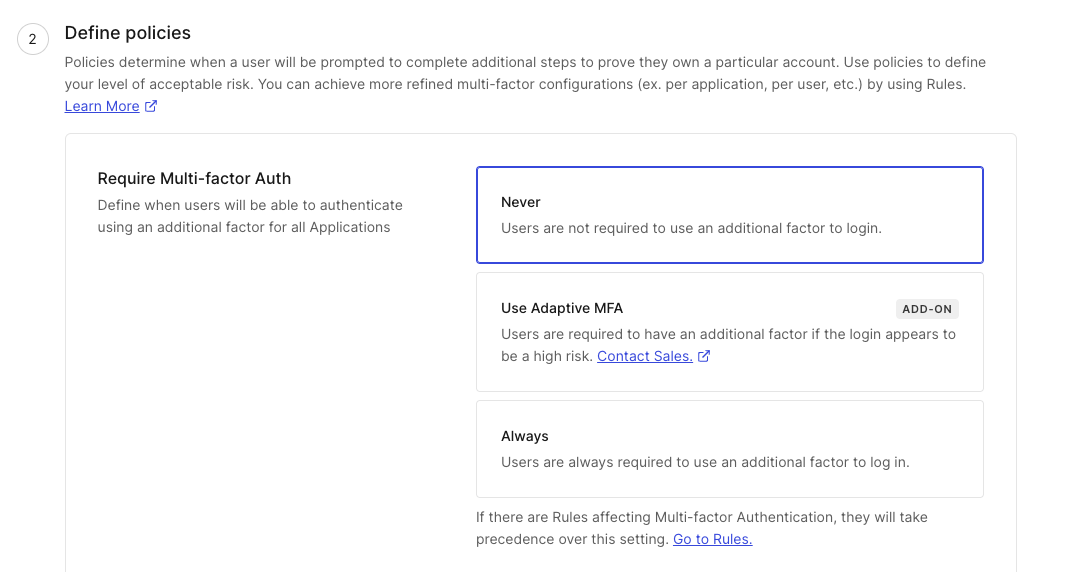 2
Define policies
Policies determine when a user will be prompted to complete additional steps to prove they own a particular account. Use policies to define
your level of acceptable risk. You can achieve more refined multi-factor configurations (ex. per application, per user, etc.) by using Rules.
Learn More
Require Multi-factor Auth
Define when users will be able to authenticate
using an additional factor for all Applications
Never
Users are not required to use an additional factor to login.
Use Adaptive MFA
ADD-ON
Users are required to have an additional factor if the login appears to
be a high risk. Contact Sales.
Always
Users are always required to use an additional factor to log in.
If there are Rules affecting Multi-factor Authentication, they will take
precedence over this setting. Go to Rules.